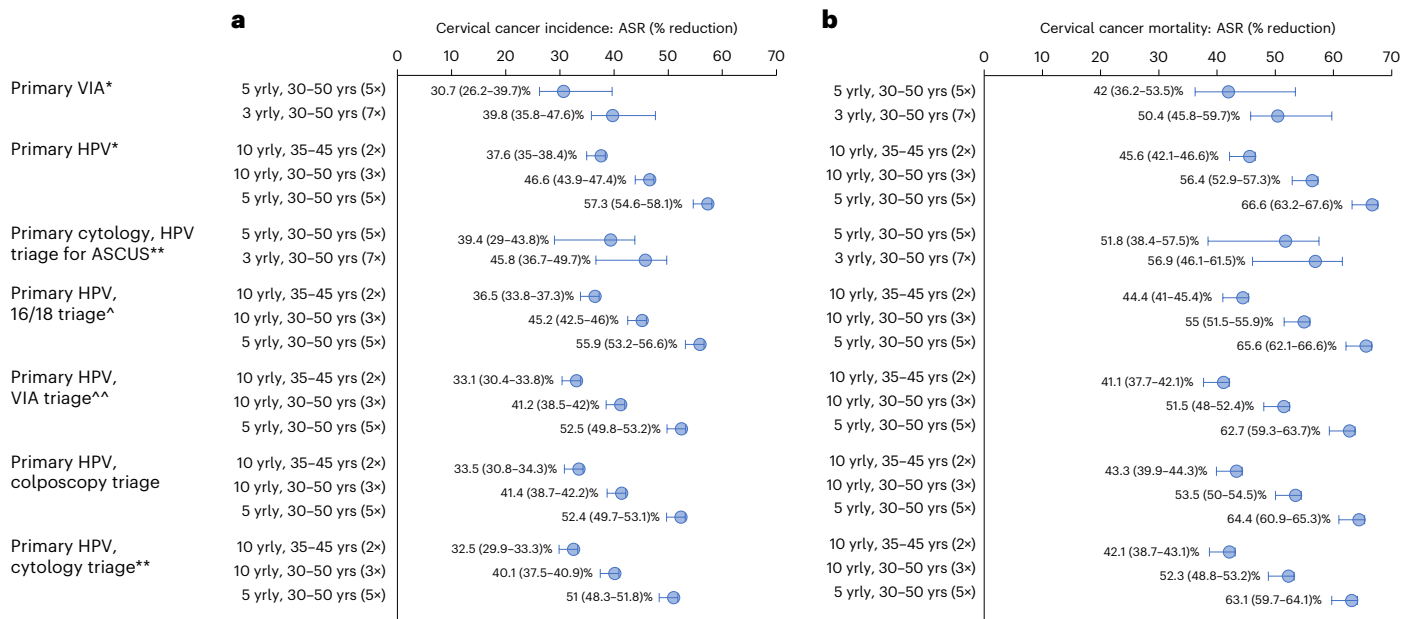 a
Cervical cancer incidence: ASR (% reduction)
0 10 20 30 40 50 60 70
Primary VIA*
5 yrly, 30–50 yrs (5×) 30.7 (26.2–39.7)%
3 yrly, 30–50 yrs (7×) 39.8 (35.8–47.6)%
Primary HPV*
10 yrly, 35–45 yrs (2×) 37.6 (35–38.4)%
10 yrly, 30–50 yrs (3×) 46.6 (43.9–47.4)%
5 yrly, 30–50 yrs (5×) 57.3 (54.6–58.1)%
Primary cytology, HPV
triage for ASCUS**
5 yrly, 30–50 yrs (5×) 39.4 (29–43.8)%
3 yrly, 30–50 yrs (7×) 45.8 (36.7–49.7)%
Primary HPV,
16/18 triage^
10 yrly, 35–45 yrs (2×) 36.5 (33.8–37.3)%
10 yrly, 30–50 yrs (3×) 45.2 (42.5–46)%
5 yrly, 30–50 yrs (5×) 55.9 (53.2–56.6)%
Primary HPV,
VIA triage^^
10 yrly, 35–45 yrs (2×) 33.1 (30.4–33.8)%
10 yrly, 30–50 yrs (3×) 41.2 (38.5–42)%
5 yrly, 30–50 yrs (5×) 52.5 (49.8–53.2)%
Primary HPV,
colposcopy triage
10 yrly, 35–45 yrs (2×) 33.5 (30.8–34.3)%
10 yrly, 30–50 yrs (3×) 41.4 (38.7–42.2)%
5 yrly, 30–50 yrs (5×) 52.4 (49.7–53.1)%
Primary HPV,
cytology triage**
10 yrly, 35–45 yrs (2×) 32.5 (29.9–33.3)%
10 yrly, 30–50 yrs (3×) 40.1 (37.5–40.9)%
5 yrly, 30–50 yrs (5×) 51 (48.3–51.8)%
b
Cervical cancer mortality: ASR (% reduction)
0 10 20 30 40 50 60 70
5 yrly, 30–50 yrs (5×) 42 (36.2–53.5)%
3 yrly, 30–50 yrs (7×) 50.4 (45.8–59.7)%
10 yrly, 35–45 yrs (2×) 45.6 (42.1–46.6)%
10 yrly, 30–50 yrs (3×) 56.4 (52.9–57.3)%
5 yrly, 30–50 yrs (5×) 66.6 (63.2–67.6)%
5 yrly, 30–50 yrs (5×) 51.8 (38.4–57.5)%
3 yrly, 30–50 yrs (7×) 56.9 (46.1–61.5)%
10 yrly, 35–45 yrs (2×) 44.4 (41–45.4)%
10 yrly, 30–50 yrs (3×) 55 (51.5–55.9)%
5 yrly, 30–50 yrs (5×) 65.6 (62.1–66.6)%
10 yrly, 35–45 yrs (2×) 41.1 (37.7–42.1)%
10 yrly, 30–50 yrs (3×) 51.5 (48–52.4)%
5 yrly, 30–50 yrs (5×) 62.7 (59.3–63.7)%
10 yrly, 35–45 yrs (2×) 43.3 (39.9–44.3)%
10 yrly, 30–50 yrs (3×) 53.5 (50–54.5)%
5 yrly, 30–50 yrs (5×) 64.4 (60.9–65.3)%
10 yrly, 35–45 yrs (2×) 42.1 (38.7–43.1)%
10 yrly, 30–50 yrs (3×) 52.3 (48.8–53.2)%
5 yrly, 30–50 yrs (5×) 63.1 (59.7–64.1)%